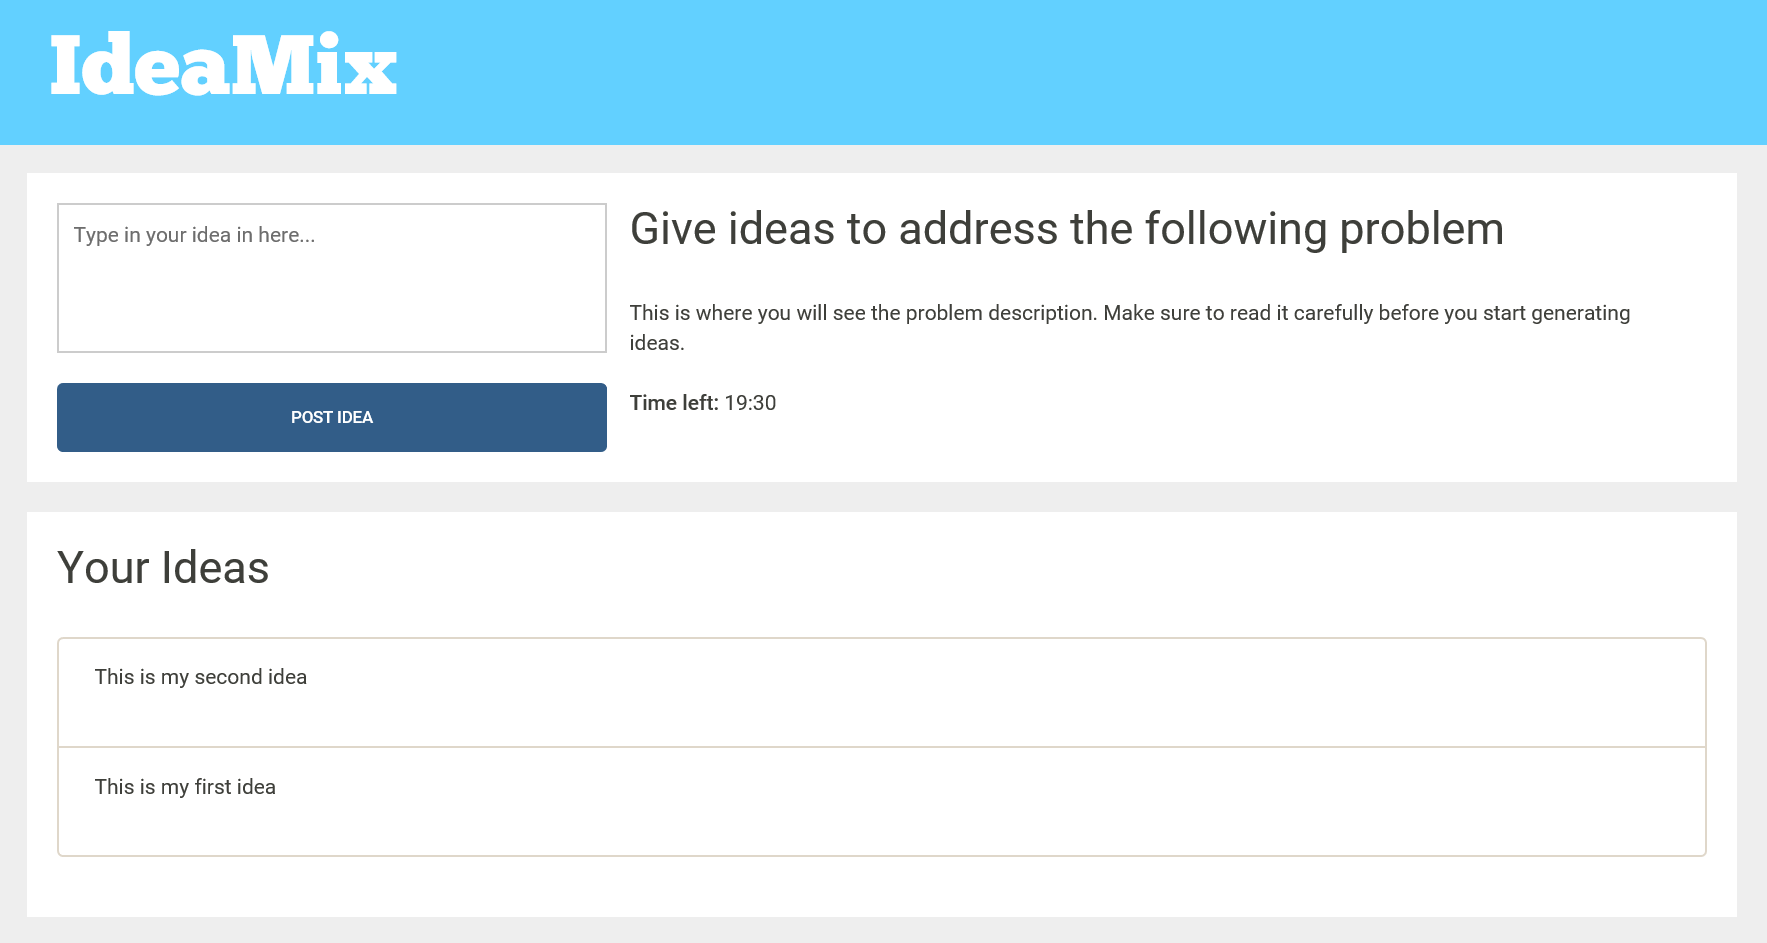 IdeaMix
Type in your idea in here...
POST IDEA
Give ideas to address the following problem
This is where you will see the problem description. Make sure to read it carefully before you start generating
ideas.
Time left: 19:30
Your Ideas
This is my second idea
This is my first idea